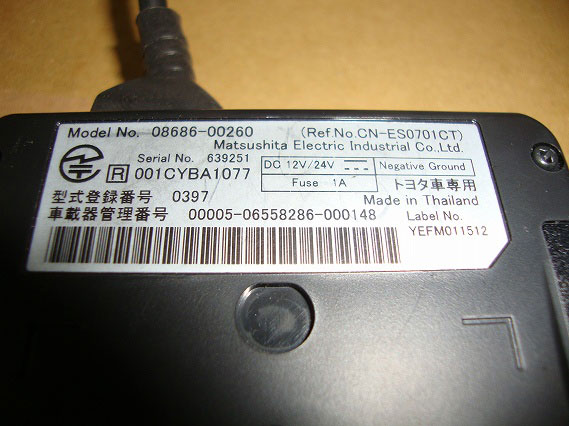 Model No. 08686-00260 (Ref.No.CN-ES0701CT)
Matsushita Electric Industrial Co.,Ltd.
Serial No. 639251
R 001CYBA1077
DC 12V/24V Negative Ground
Fuse 1A
トヨタ車専用
型式登録番号 0397
Made in Thailand
車載器管理番号 00005-06558286-000148
Label No.
YEFM011512